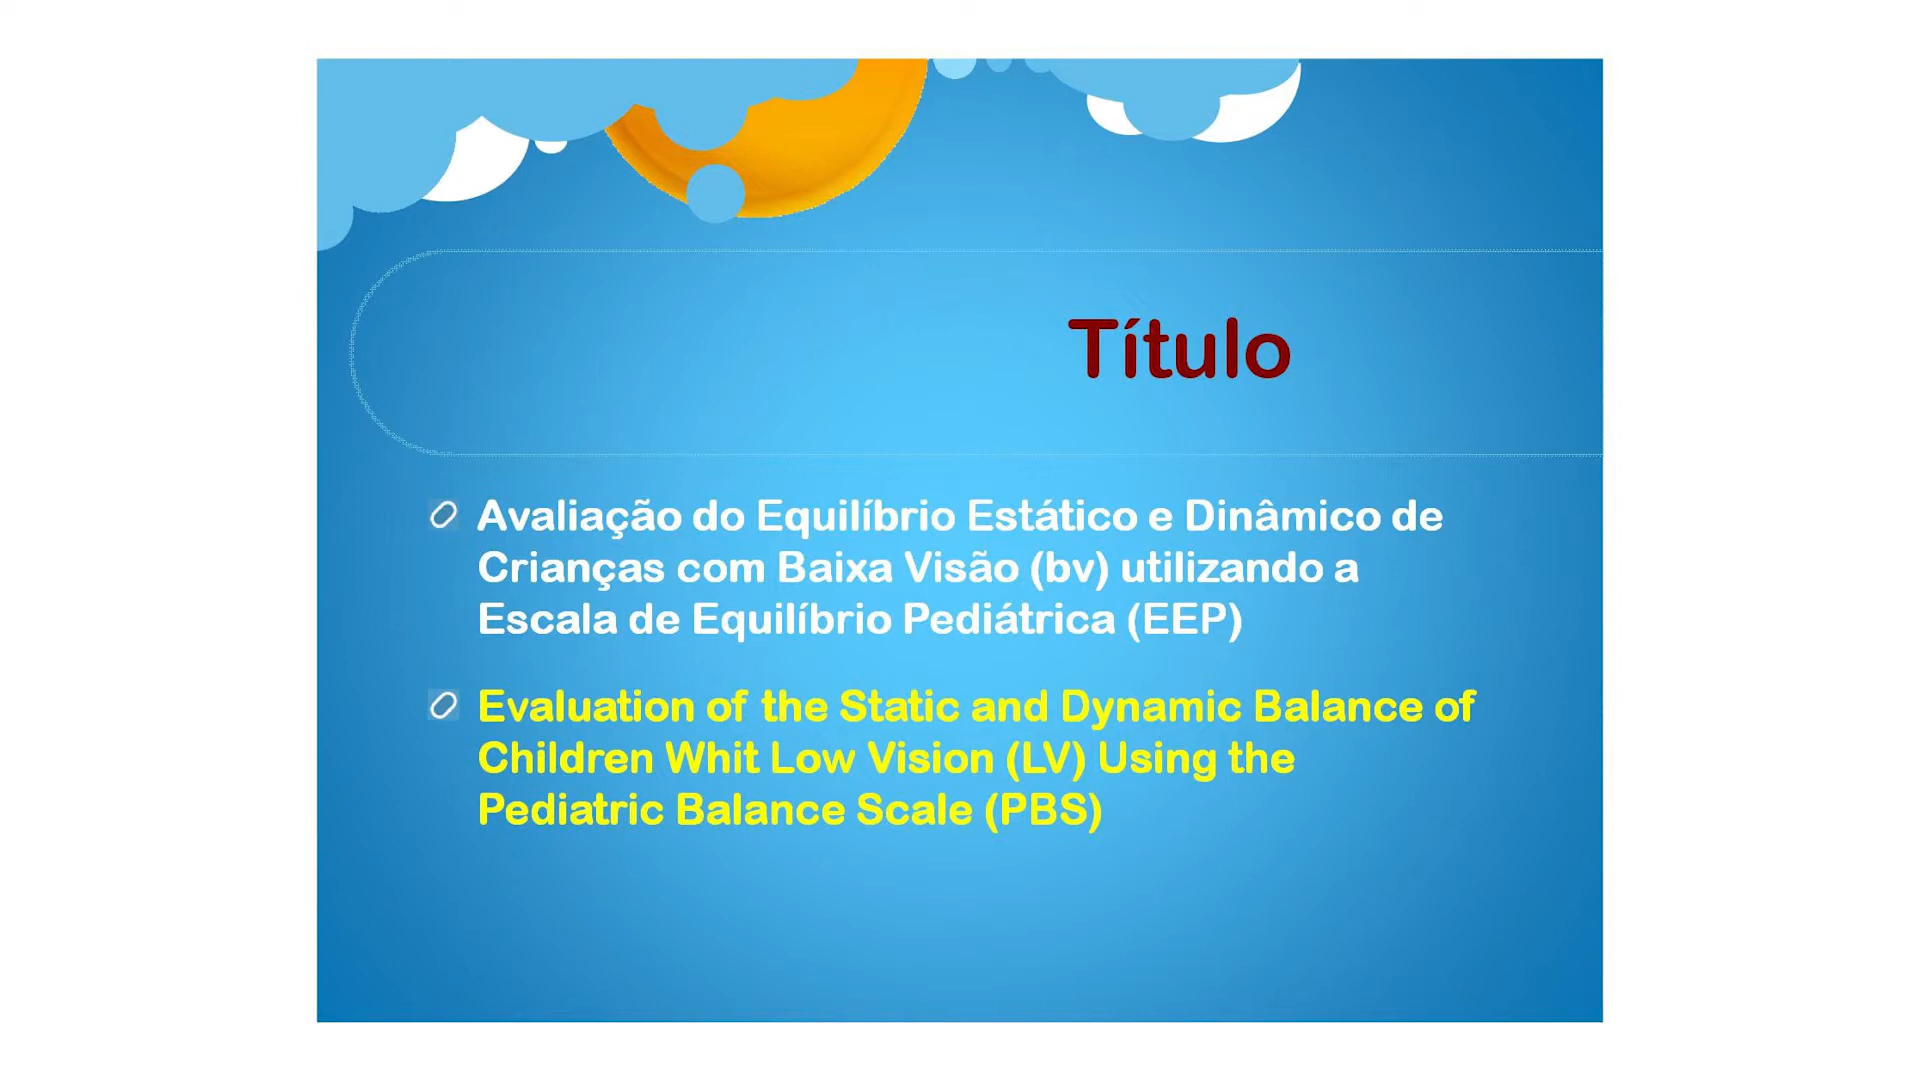 Título
Avaliação do Equilíbrio Estático e Dinâmico de
Crianças com Baixa Visão (bv) utilizando a
Escala de Equilíbrio Pediátrica (EEP)
Evaluation of the Static and Dynamic Balance of
Children Whit Low Vision (LV) Using the
Pediatric Balance Scale (PBS)